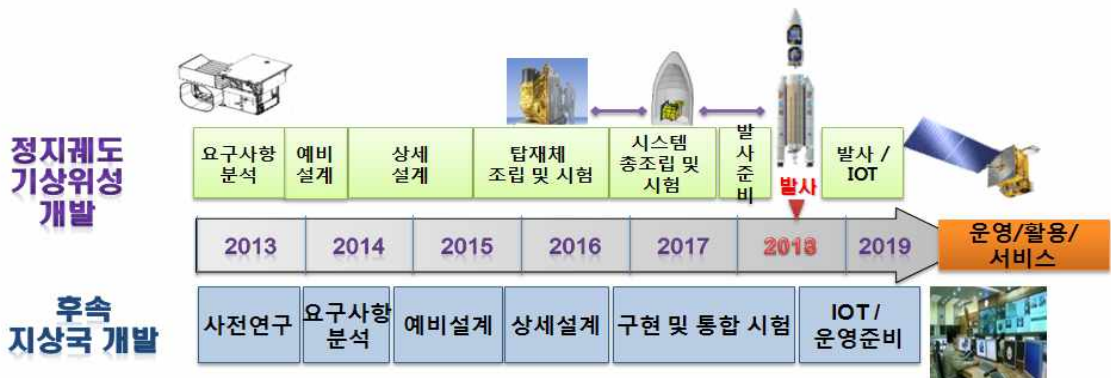 정지궤도
기상위성
개발
요구사항
분석
예비
설계
상세
설계
탑재체
조립 및 시험
시스템
총조립 및
시험
발
사
준
비
발사
발사 /
IOT
2013
2014
2015
2016
2017
2018
2019
운영/활용/
서비스
후속
지상국 개발
사전연구
요구사항
분석
예비설계
상세설계
구현 및 통합 시험
IOT /
운영준비